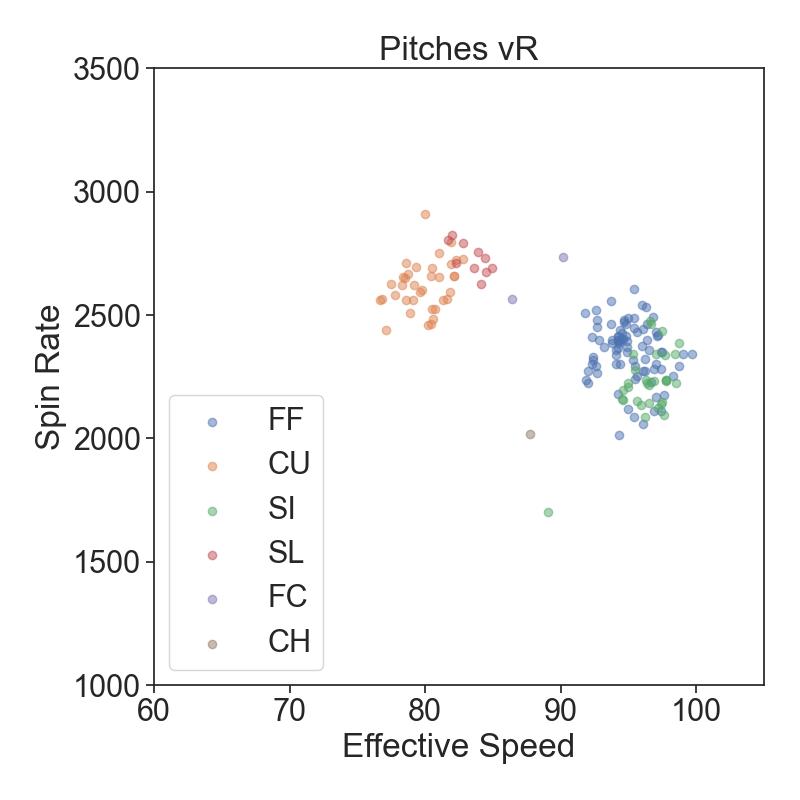 Pitches vR
3500
3000
2500
2000
1500
1000
Spin Rate
FF
CU
SI
SL
FC
CH
60 70 80 90 100
Effective Speed